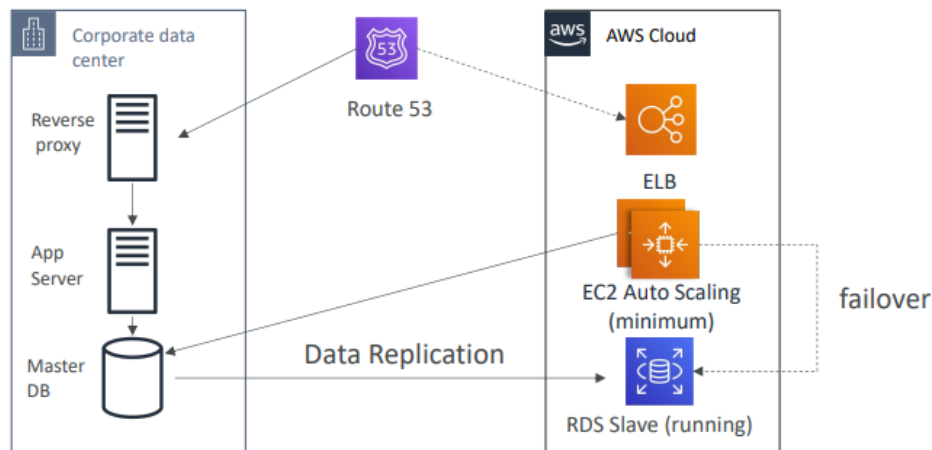 Corporate data
center
53
Route 53
aws
AWS Cloud
Reverse
proxy
ELB
App
Server
EC2 Auto Scaling
(minimum)
failover
Master
DB
Data Replication
RDS Slave (running)